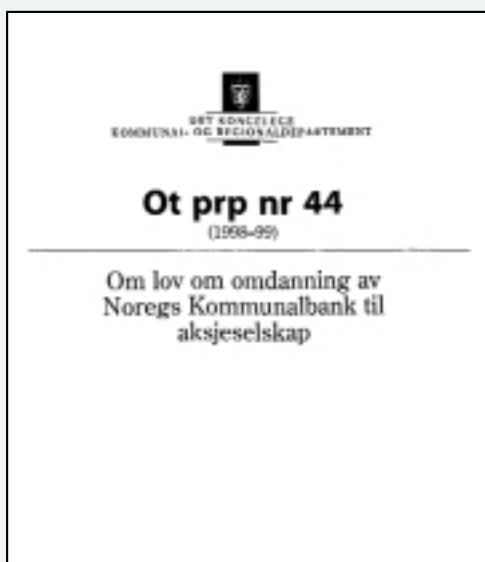 DET KONGELEGE
KOMMUNAL- OG REGIONALDEPARTEMENT
Ot prp nr 44
(1998–99)
Om lov om omdanning av
Noregs Kommunalbank til
aksjeselskap